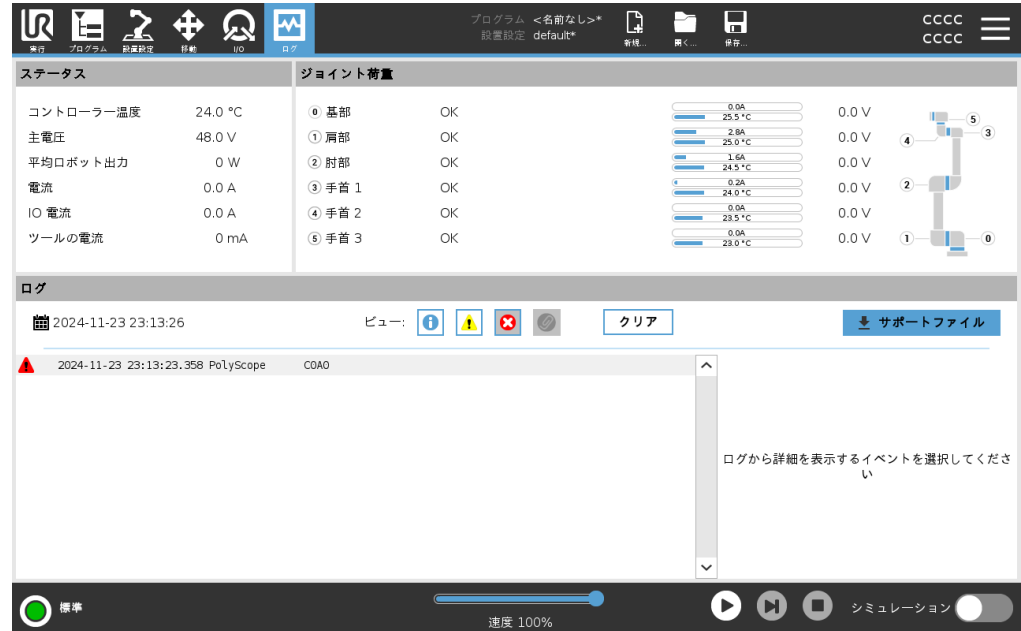 UR
実行 プログラム 設置設定 移動 I/O ログ
プログラム <名前なし>*
設置設定 default*
新規... 開く... 保存...
CCCC
CCCC
ステータス
コントローラー温度 24.0 °C
主電圧 48.0 V
平均ロボット出力 0 W
電流 0.0 A
IO 電流 0.0 A
ツールの電流 0 mA
ジョイント荷重
0 基部 OK 0.0A 25.5 °C 0.0 V
1 肩部 OK 2.8A 25.0 °C 0.0 V
2 肘部 OK 1.6A 24.5 °C 0.0 V
3 手首 1 OK 0.2A 24.0 °C 0.0 V
4 手首 2 OK 0.0A 23.5 °C 0.0 V
5 手首 3 OK 0.0A 23.0 °C 0.0 V
5
4 3
2
1 0
ログ
2024-11-23 23:13:26 ビュー: クリア サポートファイル
2024-11-23 23:13:23.358 PolyScope C0A0
ログから詳細を表示するイベントを選択してくださ
い
標準
速度 100%
シミュレーション